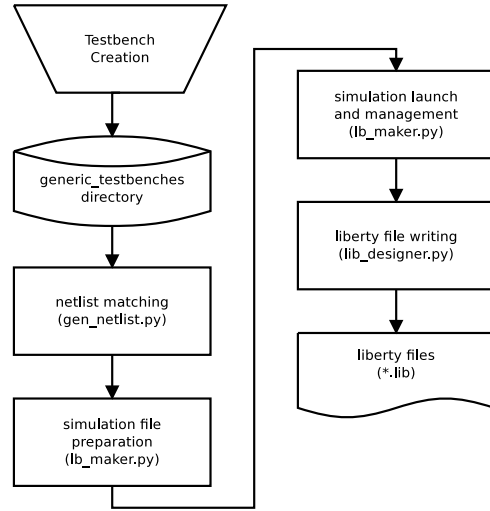 Testbench
Creation
generic_testbenches
directory
netlist matching
(gen_netlist.py)
simulation file
preparation
(lb_maker.py)
simulation launch
and management
(lb_maker.py)
liberty file writing
(lib_designer.py)
liberty files
(*.lib)